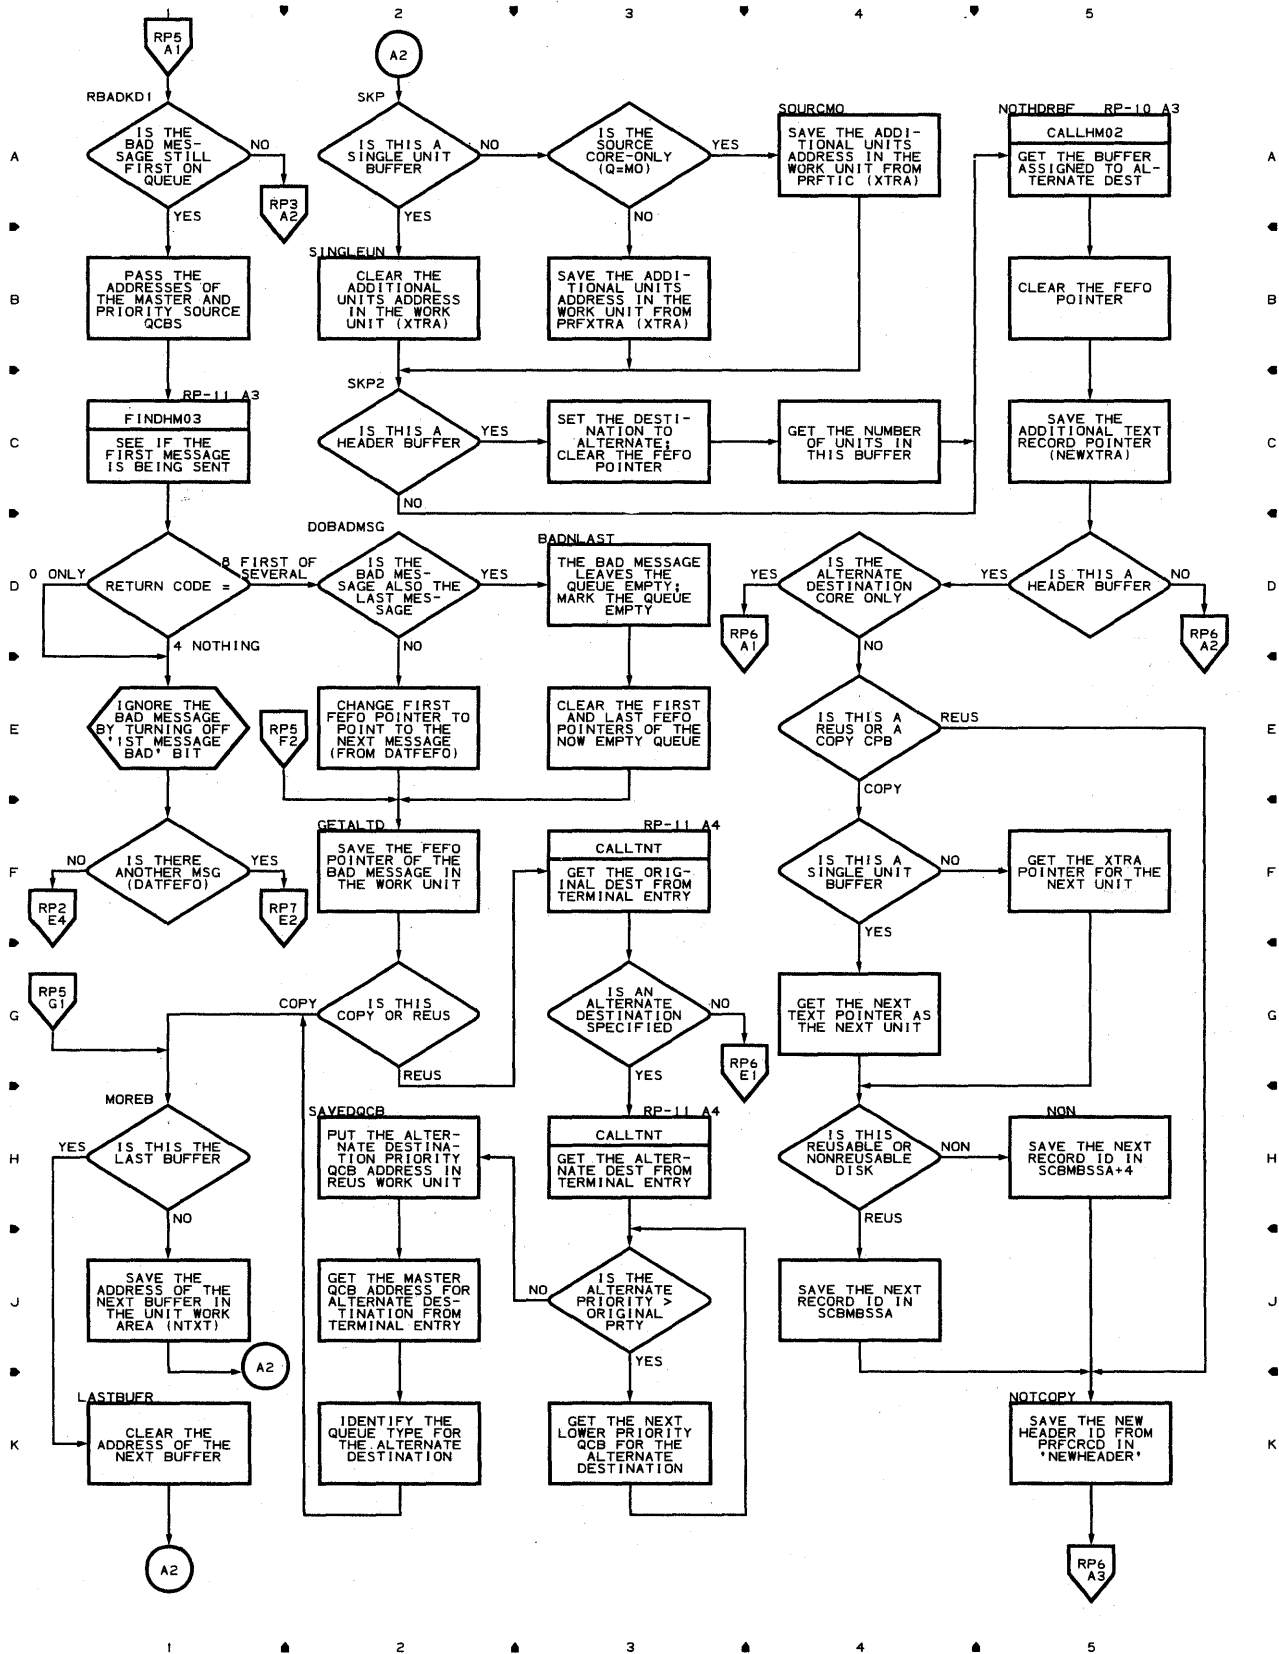 1 2 3 4 5
RP5
A1
A2
RBADKD1
SKP
SOURCMO
NOTHDRBF RP-10 A3
A
IS THE
BAD MES-
SAGE STILL
FIRST ON
QUEUE
NO
YES
RP3
A2
IS THIS A
SINGLE UNIT
BUFFER
NO
YES
IS THE
SOURCE
CORE-ONLY
(Q=MO)
YES
NO
SAVE THE ADDI-
TIONAL UNITS
ADDRESS IN THE
WORK UNIT FROM
PRFTIC (XTRA)
CALLHM02
GET THE BUFFER
ASSIGNED TO AL-
TERNATE DEST
A
B
PASS THE
ADDRESSES OF
THE MASTER AND
PRIORITY SOURCE
QCBS
SINGLEUN
CLEAR THE
ADDITIONAL
UNITS ADDRESS
IN THE WORK
UNIT (XTRA)
SAVE THE ADDI-
TIONAL UNITS
ADDRESS IN THE
WORK UNIT FROM
PRFXTRA (XTRA)
CLEAR THE FEFO
POINTER
B
SKP2
RP-11 A3
C
FINDHM03
SEE IF THE
FIRST MESSAGE
IS BEING SENT
IS THIS A
HEADER BUFFER
YES
NO
SET THE DESTI-
NATION TO
ALTERNATE;
CLEAR THE FEFO
POINTER
GET THE NUMBER
OF UNITS IN
THIS BUFFER
SAVE THE
ADDITIONAL TEXT
RECORD POINTER
(NEWXTRA)
C
DOBADMSG
BADNLAST
D
0 ONLY
RETURN CODE =
8 FIRST OF
SEVERAL
4 NOTHING
IS THE
BAD MES-
SAGE ALSO THE
LAST MES-
SAGE
YES
NO
THE BAD MESSAGE
LEAVES THE
QUEUE EMPTY;
MARK THE QUEUE
EMPTY
YES
RP6
A1
IS THE
ALTERNATE
DESTINATION
CORE ONLY
NO
YES
IS THIS A
HEADER BUFFER
NO
RP6
A2
D
E
IGNORE THE
BAD MESSAGE
BY TURNING OFF
'1ST MESSAGE
BAD' BIT
RP5
F2
CHANGE FIRST
FEFO POINTER TO
POINT TO THE
NEXT MESSAGE
(FROM DATFEFO)
CLEAR THE FIRST
AND LAST FEFO
POINTERS OF THE
NOW EMPTY QUEUE
IS THIS A
REUS OR A
COPY CPB
REUS
COPY
E
GETALTD
RP-11 A4
F
NO
IS THERE
ANOTHER MSG
(DATFEFO)
YES
RP2
E4
RP7
E2
SAVE THE FEFO
POINTER OF THE
BAD MESSAGE IN
THE WORK UNIT
CALLTNT
GET THE ORIG-
INAL DEST FROM
TERMINAL ENTRY
IS THIS A
SINGLE UNIT
BUFFER
NO
YES
GET THE XTRA
POINTER FOR THE
NEXT UNIT
F
G
RP5
G1
COPY
IS THIS
COPY OR REUS
REUS
IS AN
ALTERNATE
DESTINATION
SPECIFIED
NO
YES
RP6
E1
GET THE NEXT
TEXT POINTER AS
THE NEXT UNIT
G
MOREB
SAVEDQCB
RP-11 A4
NON
H
YES
IS THIS THE
LAST BUFFER
NO
PUT THE ALTER-
NATE DESTINA-
TION PRIORITY
QCB ADDRESS IN
REUS WORK UNIT
CALLTNT
GET THE ALTER-
NATE DEST FROM
TERMINAL ENTRY
IS THIS
REUSABLE OR
NONREUSABLE
DISK
NON
REUS
SAVE THE NEXT
RECORD ID IN
SCBMBSSA+4
H
J
SAVE THE
ADDRESS OF THE
NEXT BUFFER IN
THE UNIT WORK
AREA (NTXT)
A2
GET THE MASTER
QCB ADDRESS FOR
ALTERNATE DES-
TINATION FROM
TERMINAL ENTRY
NO
IS THE
ALTERNATE
PRIORITY >
ORIGINAL
PRTY
YES
SAVE THE NEXT
RECORD ID IN
SCBMBSSA
J
LASTBUFR
NOTCOPY
K
CLEAR THE
ADDRESS OF THE
NEXT BUFFER
IDENTIFY THE
QUEUE TYPE FOR
THE ALTERNATE
DESTINATION
GET THE NEXT
LOWER PRIORITY
QCB FOR THE
ALTERNATE
DESTINATION
SAVE THE NEW
HEADER ID FROM
PRFCRCD IN
'NEWHEADER'
K
A2
RP6
A3
1 2 3 4 5